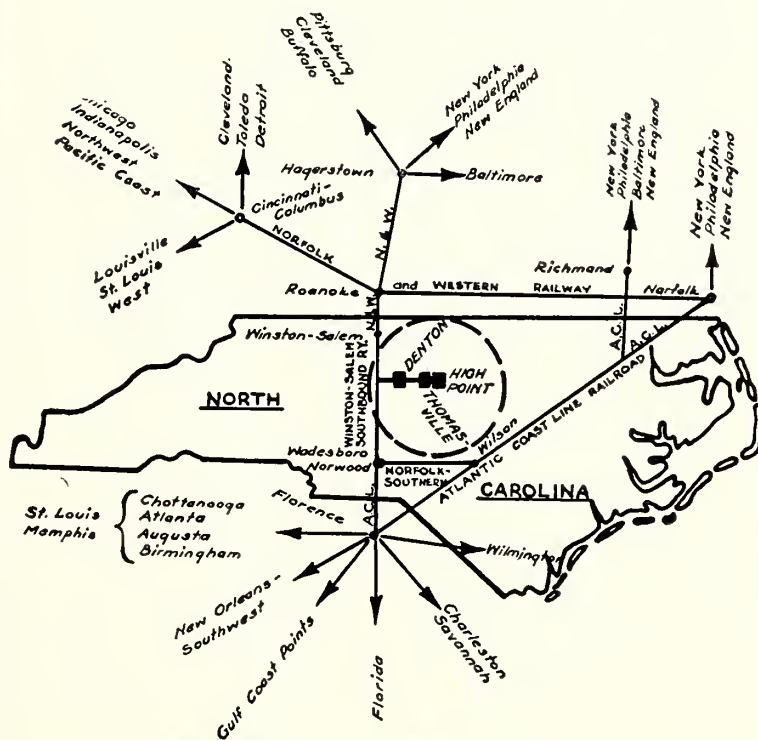 Pittsburg
Cleveland
Buffalo
Cleveland.
Toledo
Detroit
New York
Philadelphia
New England
Indianapolis
Northwest
Pacific Coast
Hagerstown
Baltimore
New York
Philadelphia
Baltimore
New England
New York
Philadelphia
New England
Cincinnati-
Columbus
Louisville
St. Louis
West
NORFOLK
N. & W.
Richmand
Roanoke
and WESTERN RAILWAY
Norfolk
N & W.
A.C.L.
A.C.L.
Winston-Salem
WINSTON-SALEM
SOUTHBOUND RY.
DENTON
HIGH
POINT
THOMAS-
VILLE
NORTH
Wadesboro
Norwood
NORFOLK-
SOUTHERN
Wilson
ATLANTIC COAST LINE RAILROAD
CAROLINA
A.C.L.
Florence
St. Louis
Memphis
Chattanooga
Atlanta
Augusta
Birmingham
Wilmington
New Orleans-
Southwest
Gulf Coast Points
Florida
Charleston
Savannah